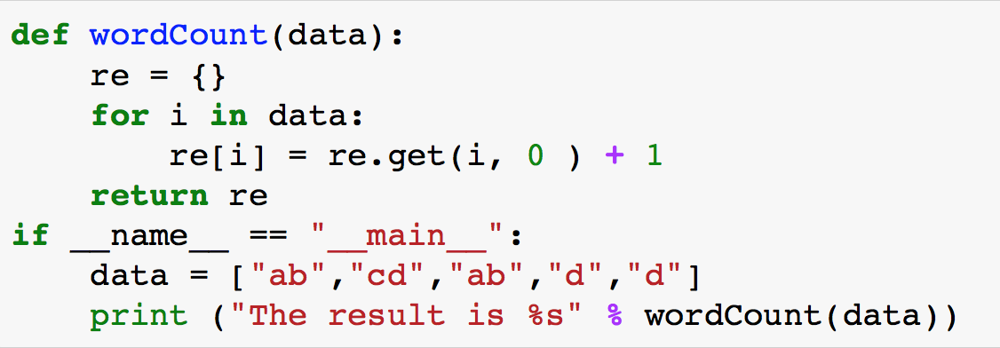 def wordCount(data):
    re = {}
    for i in data:
        re[i] = re.get(i, 0 ) + 1
    return re
if __name__ == "__main__":
    data = ["ab","cd","ab","d","d"]
    print ("The result is %s" % wordCount(data))